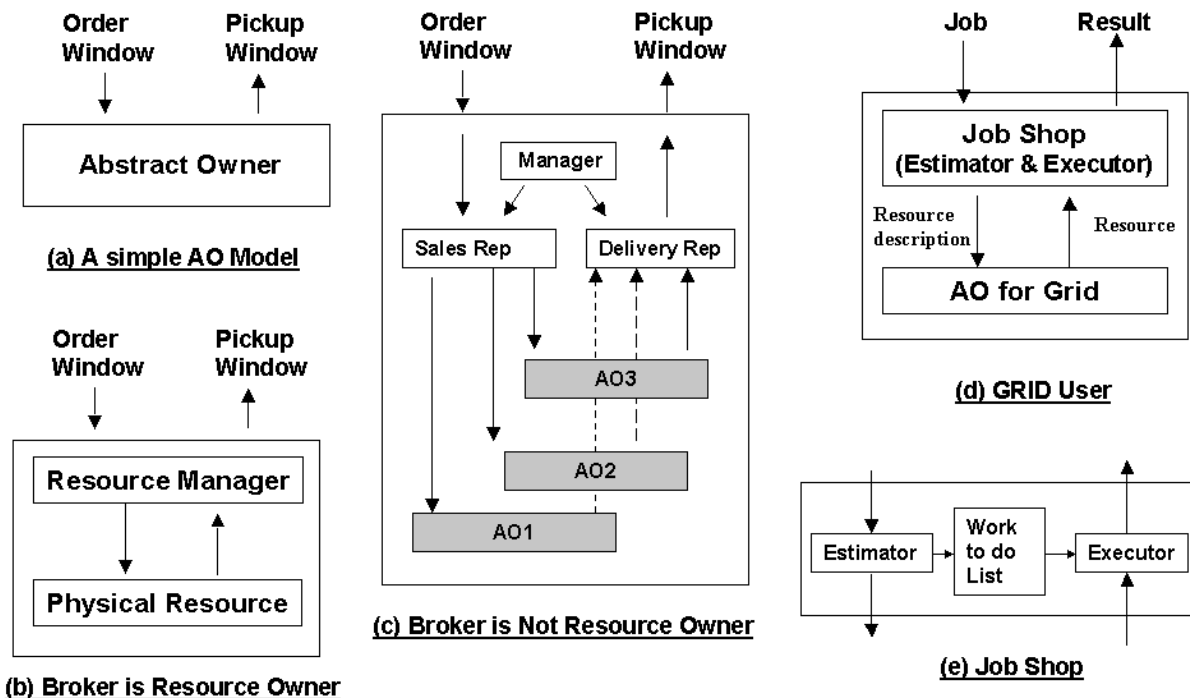 Order
Window
Pickup
Window
Abstract Owner
(a) A simple AO Model
Order
Window
Pickup
Window
Resource Manager
Physical Resource
(b) Broker is Resource Owner
Order
Window
Pickup
Window
Manager
Sales Rep
Delivery Rep
AO3
AO2
AO1
(c) Broker is Not Resource Owner
Job
Result
Job Shop
(Estimator & Executor)
Resource
description
Resource
AO for Grid
(d) GRID User
Estimator
Work
to do
List
Executor
(e) Job Shop